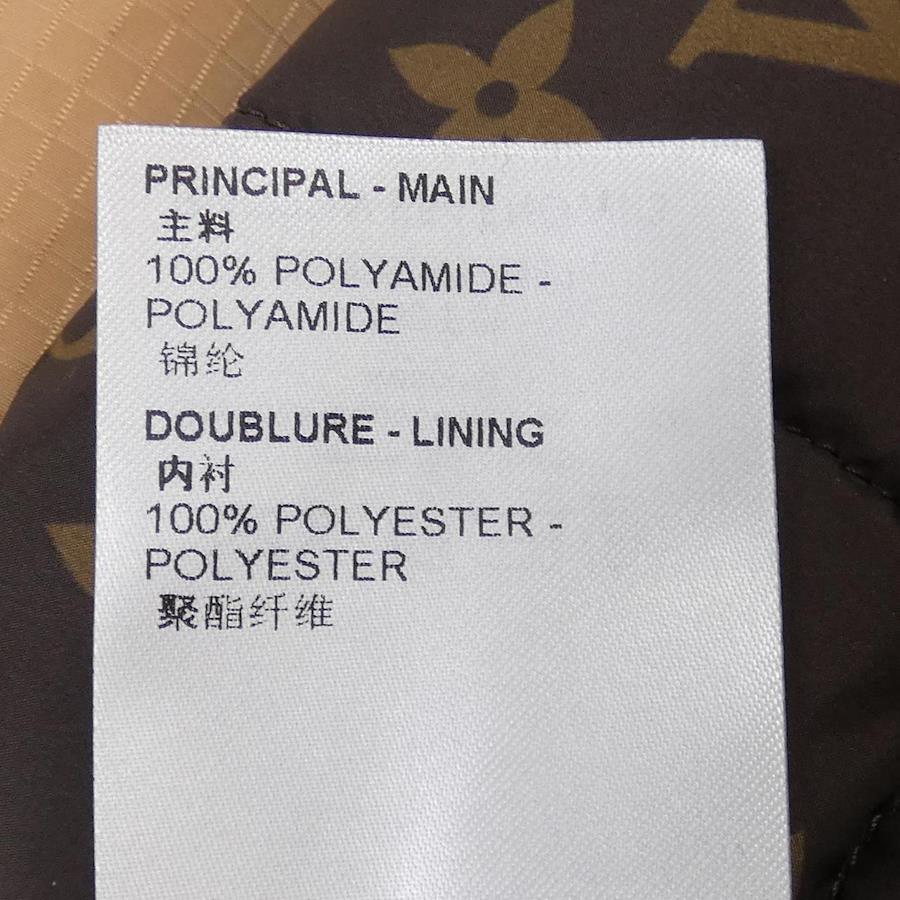 PRINCIPAL - MAIN
主料
100% POLYAMIDE -
POLYAMIDE
锦纶
DOUBLURE - LINING
内衬
100% POLYESTER -
POLYESTER
聚酯纤维